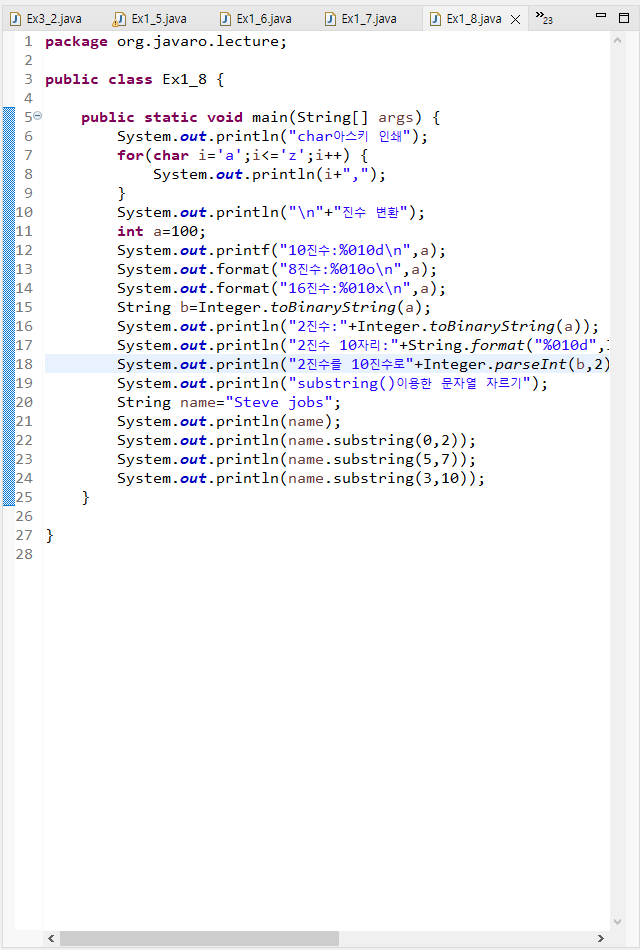 Ex3_2.java Ex1_5.java Ex1_6.java Ex1_7.java Ex1_8.java 23
1 package org.javaro.lecture;
2
3 public class Ex1_8 {
4
5 public static void main(String[] args) {
6 System.out.println("char아스키 인쇄");
7 for(char i='a';i<='z';i++) {
8 System.out.println(i+",");
9 }
10 System.out.println("\n"+"진수 변환");
11 int a=100;
12 System.out.printf("10진수:%010d\n",a);
13 System.out.format("8진수:%010o\n",a);
14 System.out.format("16진수:%010x\n",a);
15 String b=Integer.toBinaryString(a);
16 System.out.println("2진수:"+Integer.toBinaryString(a));
17 System.out.println("2진수 10자리:"+String.format("%010d",
18 System.out.println("2진수를 10진수로"+Integer.parseInt(b,2)
19 System.out.println("substring()이용한 문자열 자르기");
20 String name="Steve jobs";
21 System.out.println(name);
22 System.out.println(name.substring(0,2));
23 System.out.println(name.substring(5,7));
24 System.out.println(name.substring(3,10));
25 }
26
27 }
28